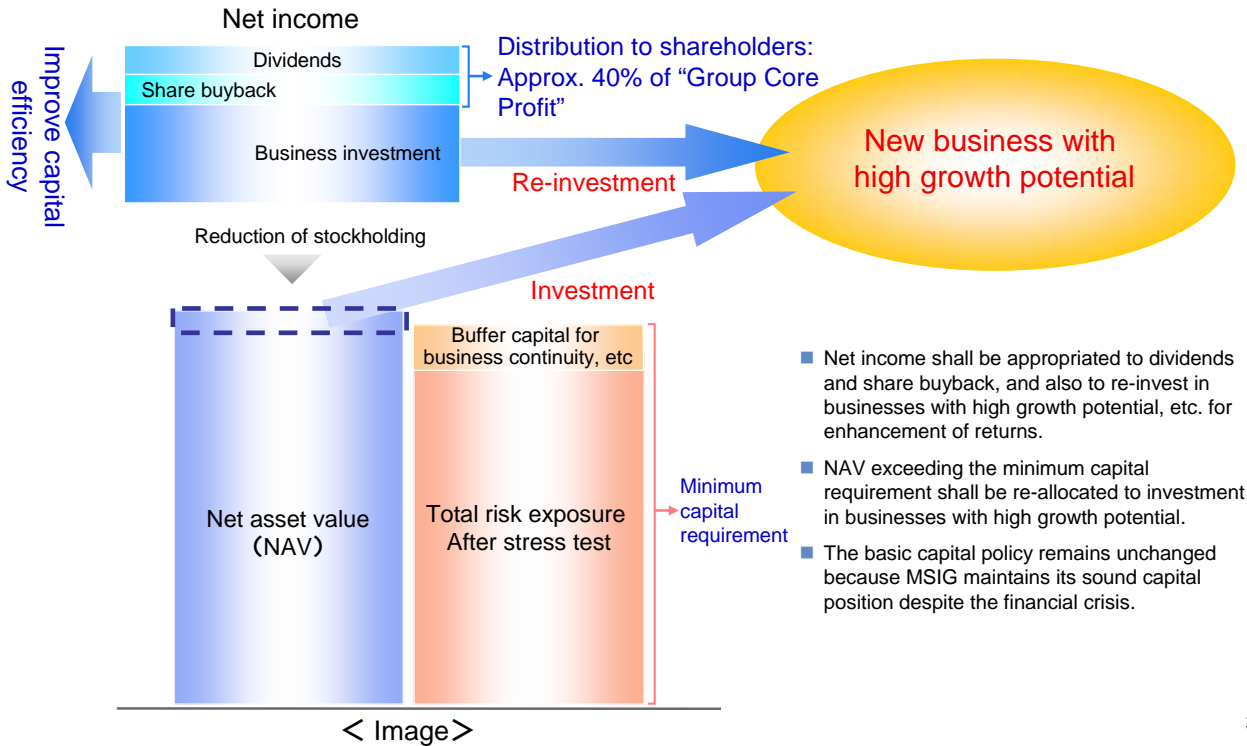 Net income
Improve capital
efficiency
Dividends
Share buyback
Business investment
Distribution to shareholders:
Approx. 40% of “Group Core
Profit”
Re-investment
New business with
high growth potential
Reduction of stockholding
Investment
Buffer capital for
business continuity, etc
Net asset value
(NAV)
Total risk exposure
After stress test
Minimum
capital
requirement
■ Net income shall be appropriated to dividends
and share buyback, and also to re-invest in
businesses with high growth potential, etc. for
enhancement of returns.
■ NAV exceeding the minimum capital
requirement shall be re-allocated to investment
in businesses with high growth potential.
■ The basic capital policy remains unchanged
because MSIG maintains its sound capital
position despite the financial crisis.
< Image>